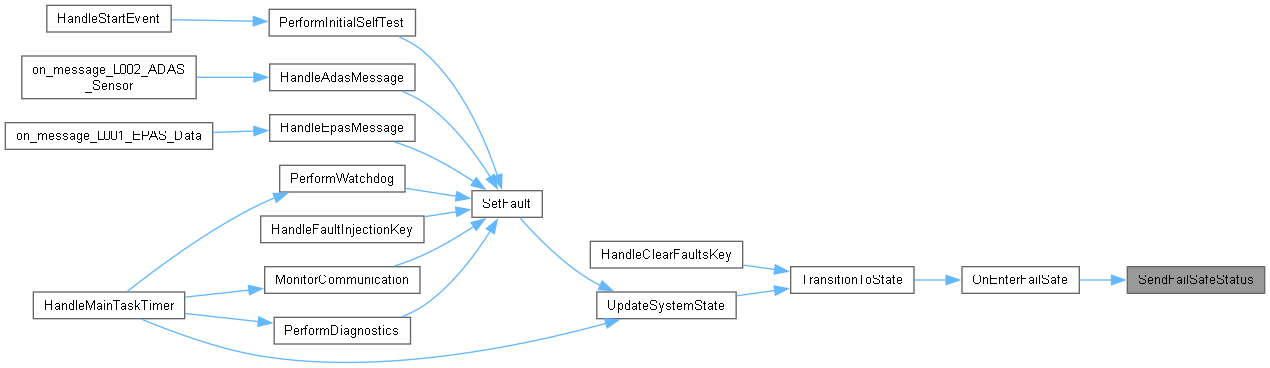 HandleStartEvent
PerformInitialSelfTest
on_message_L002_ADAS
_Sensor
HandleAdasMessage
on_message_L001_EPAS_Data
HandleEpasMessage
PerformWatchdog
SetFault
HandleFaultInjectionKey
HandleClearFaultsKey
MonitorCommunication
TransitionToState
OnEnterFailSafe
SendFailSafeStatus
HandleMainTaskTimer
UpdateSystemState
PerformDiagnostics